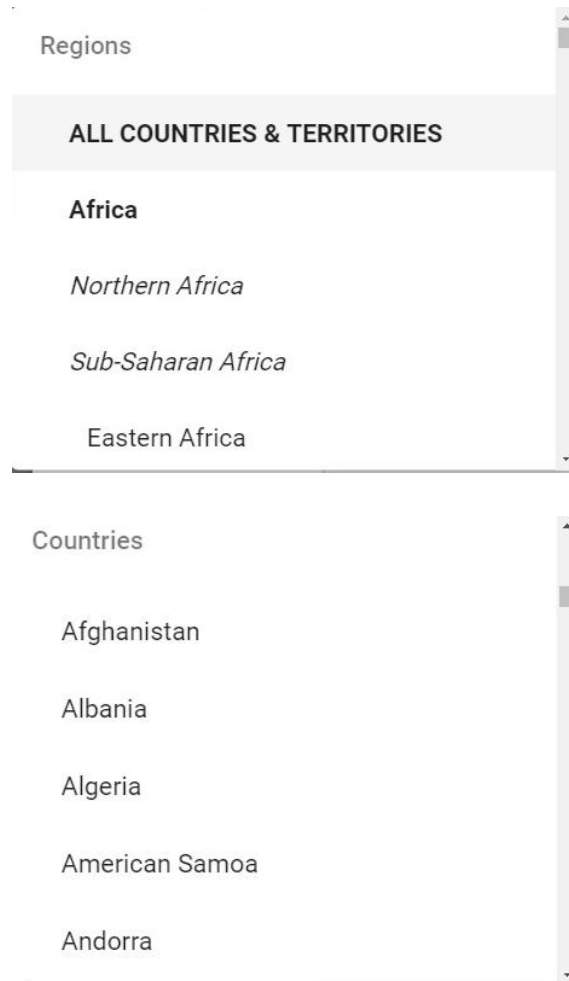 Regions
ALL COUNTRIES & TERRITORIES
Africa
Northern Africa
Sub-Saharan Africa
Eastern Africa
Countries
Afghanistan
Albania
Algeria
American Samoa
Andorra